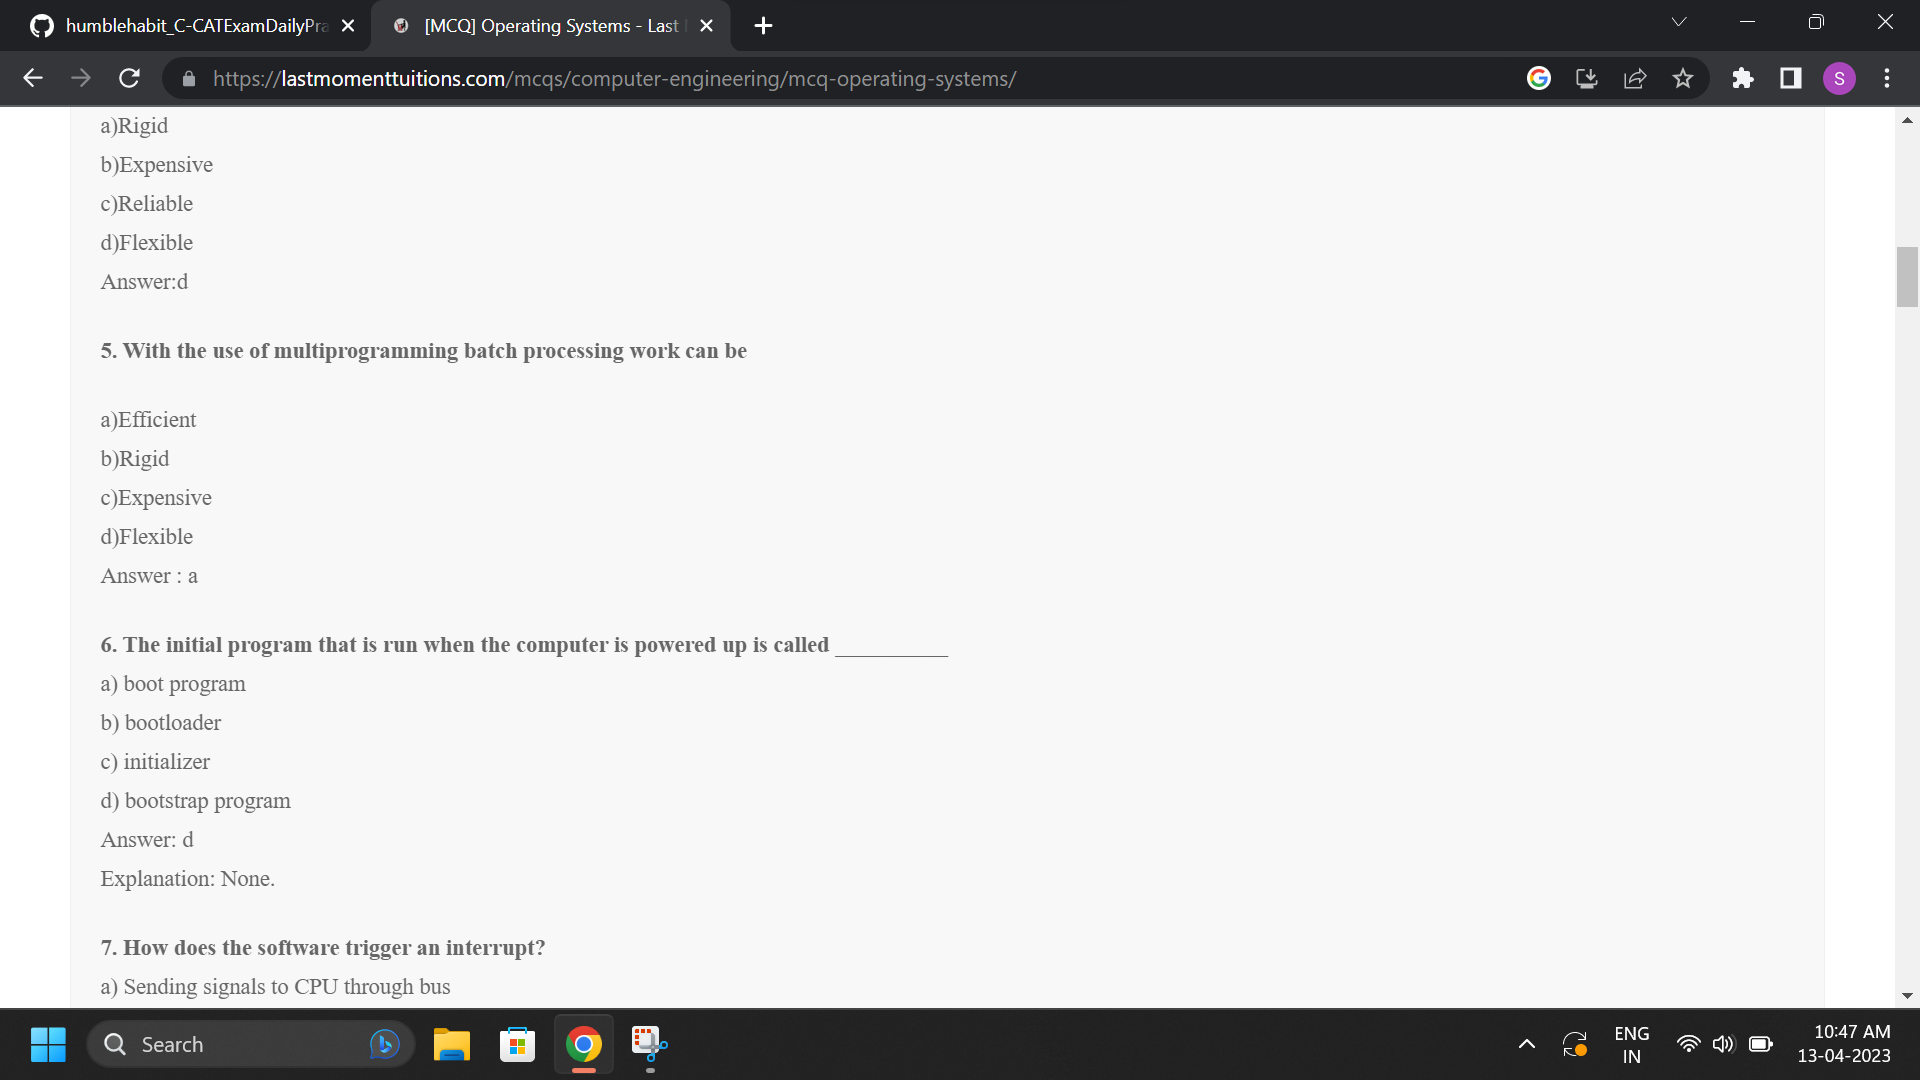 humblehabit_C-CATExamDailyPra
[MCQ] Operating Systems - Last
https://lastmomenttuitions.com/mcqs/computer-engineering/mcq-operating-systems/
S
a)Rigid
b)Expensive
c)Reliable
d)Flexible
Answer:d
5. With the use of multiprogramming batch processing work can be
a)Efficient
b)Rigid
c)Expensive
d)Flexible
Answer : a
6. The initial program that is run when the computer is powered up is called __________
a) boot program
b) bootloader
c) initializer
d) bootstrap program
Answer: d
Explanation: None.
7. How does the software trigger an interrupt?
a) Sending signals to CPU through bus
Search
ENG
IN
10:47 AM
13-04-2023